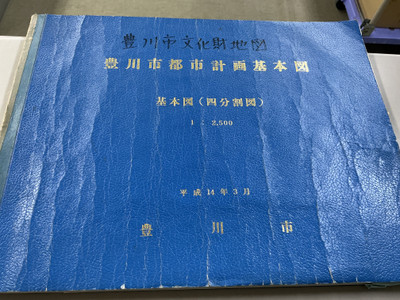 豊川市文化財地図
豊川市都市計画基本図
基本図(四分割図)
1:2,500
平成14年3月
豊川市